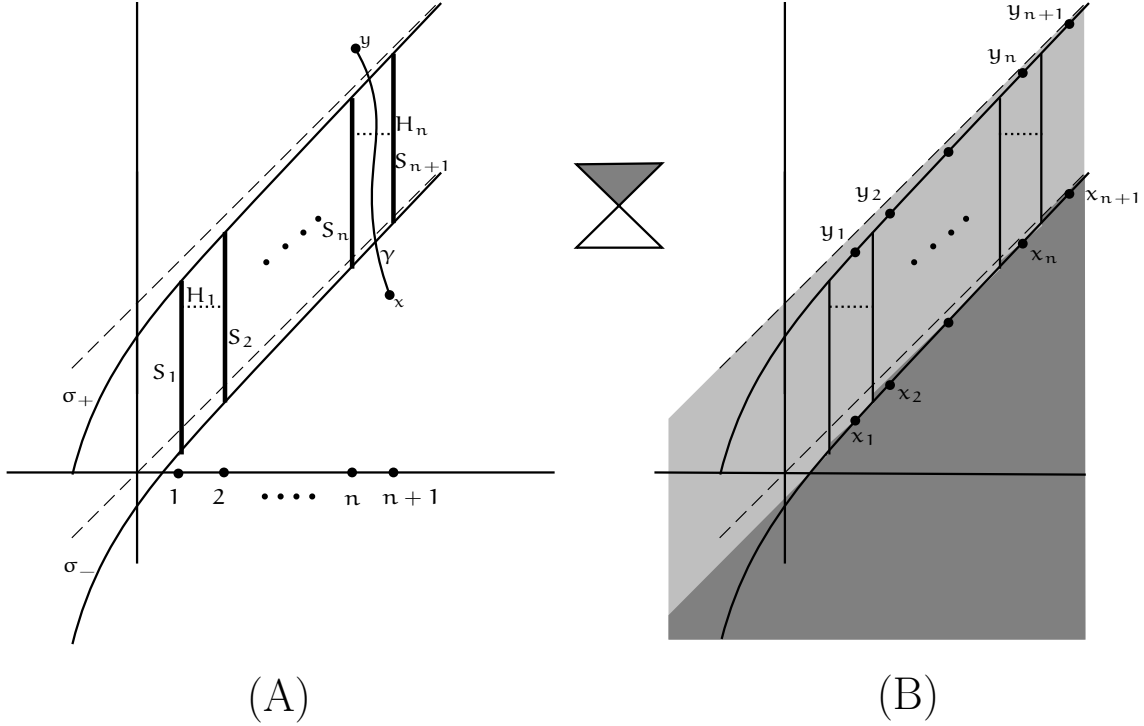 y
H_n
S_{n+1}
S_n
γ
x
H_1
S_2
S_1
σ_+
1
2
n
n + 1
σ_−
(A)
y_{n+1}
y_n
y_2
y_1
x_{n+1}
x_n
x_2
x_1
(B)